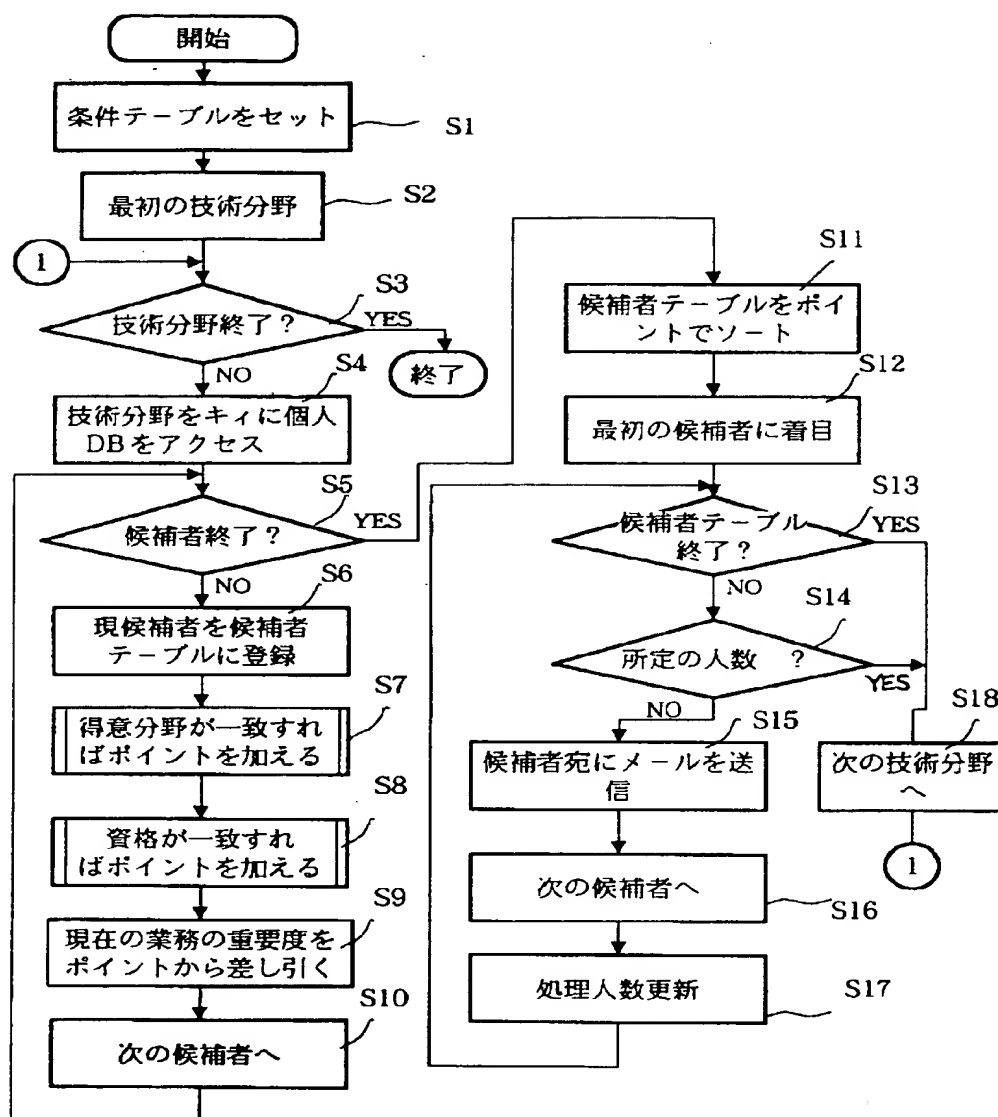 開始
条件テーブルをセット
S1
最初の技術分野
S2
1
技術分野終了？
S3
YES
終了
NO
技術分野をキィに個人
DBをアクセス
S4
候補者終了？
S5
YES
NO
現候補者を候補者
テーブルに登録
S6
得意分野が一致すれ
ばポイントを加える
S7
資格が一致すれ
ばポイントを加える
S8
現在の業務の重要度を
ポイントから差し引く
S9
次の候補者へ
S10
候補者テーブルをポイ
ントでソート
S11
最初の候補者に着目
S12
候補者テーブル
終了？
S13
YES
NO
所定の人数　？
S14
YES
NO
候補者宛にメールを送
信
S15
次の候補者へ
S16
処理人数更新
S17
次の技術分野
へ
S18
1